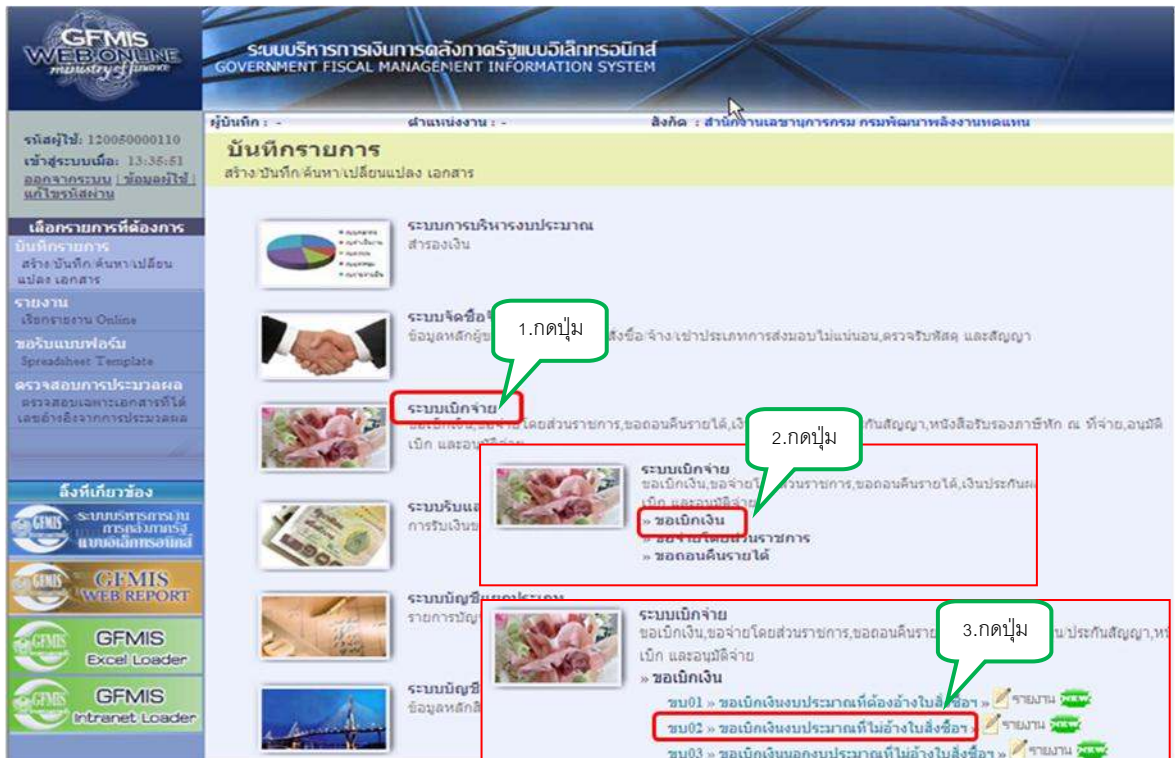 GFMIS
WEB ONLINE
ministry of finance
ระบบบริหารการเงินการคลังภาครัฐแบบอิเล็กทรอนิกส์
GOVERNMENT FISCAL MANAGEMENT INFORMATION SYSTEM
ผู้บันทึก : - ตำแหน่งงาน : - สังกัด : สำนักงานเลขานุการกรม กรมพัฒนาพลังงานทดแทน
รหัสผู้ใช้: 120050000110
เข้าสู่ระบบเมื่อ: 13:35:51
ออกจากระบบ | ข้อมูลผู้ใช้ |
แก้ไขรหัสผ่าน
บันทึกรายการ
สร้าง/บันทึก/ค้นหา/เปลี่ยนแปลง เอกสาร
เลือกรายการที่ต้องการ
บันทึกรายการ
สร้าง/บันทึก/ค้นหา/เปลี่ยน
แปลง เอกสาร
รายงาน
เรียกรายงาน Online
ขอรับแบบฟอร์ม
Spreadsheet Template
ตรวจสอบการประมวลผล
ตรวจสอบเฉพาะเอกสารที่ได้
เลขอ้างอิงจากการประมวลผล
ลิ้งที่เกี่ยวข้อง
GFMIS ระบบบริหารการเงิน
การคลังภาครัฐ
แบบอิเล็กทรอนิกส์
GFMIS GFMIS
WEB REPORT
GFMIS GFMIS
Excel Loader
GFMIS GFMIS
Intranet Loader
ระบบการบริหารงบประมาณ
สำรองเงิน
ระบบจัดซื้อ
1.กดปุ่ม
ข้อมูลหลักผู้ข สั่งซื้อ/จ้าง/เช่าประเภทการส่งมอบไม่แน่นอน,ตรวจรับพัสดุ และสัญญา
ระบบเบิกจ่าย
ขอเบิกเงิน,ขอจ่ายโดยส่วนราชการ,ขอถอนคืนรายได้,เงิ กันสัญญา,หนังสือรับรองภาษีหัก ณ ที่จ่าย,อนุมัติ
เบิก และอนุมัติจ่าย
2.กดปุ่ม
ระบบเบิกจ่าย
ขอเบิกเงิน,ขอจ่ายโดยส่วนราชการ,ขอถอนคืนรายได้,เงินประกันผ
เบิก และอนุมัติจ่าย
» ขอเบิกเงิน
» ขอจ่ายโดยส่วนราชการ
» ขอถอนคืนรายได้
ระบบรับแล
การรับเงินข
ระบบบัญชีแยกประเภท
รายการบัญ
ระบบเบิกจ่าย
ขอเบิกเงิน,ขอจ่ายโดยส่วนราชการ,ขอถอนคืนราย น/ประกันสัญญา,ห
เบิก และอนุมัติจ่าย
3.กดปุ่ม
» ขอเบิกเงิน
ขบ01 » ขอเบิกเงินงบประมาณที่ต้องอ้างใบสั่งซื้อฯ » รายงาน NEW
ขบ02 » ขอเบิกเงินงบประมาณที่ไม่อ้างใบสั่งซื้อฯ » รายงาน NEW
ขบ03 » ขอเบิกเงินนอกงบประมาณที่ไม่อ้างใบสั่งซื้อฯ » รายงาน NEW
ระบบบัญชี
ข้อมูลหลักสิ